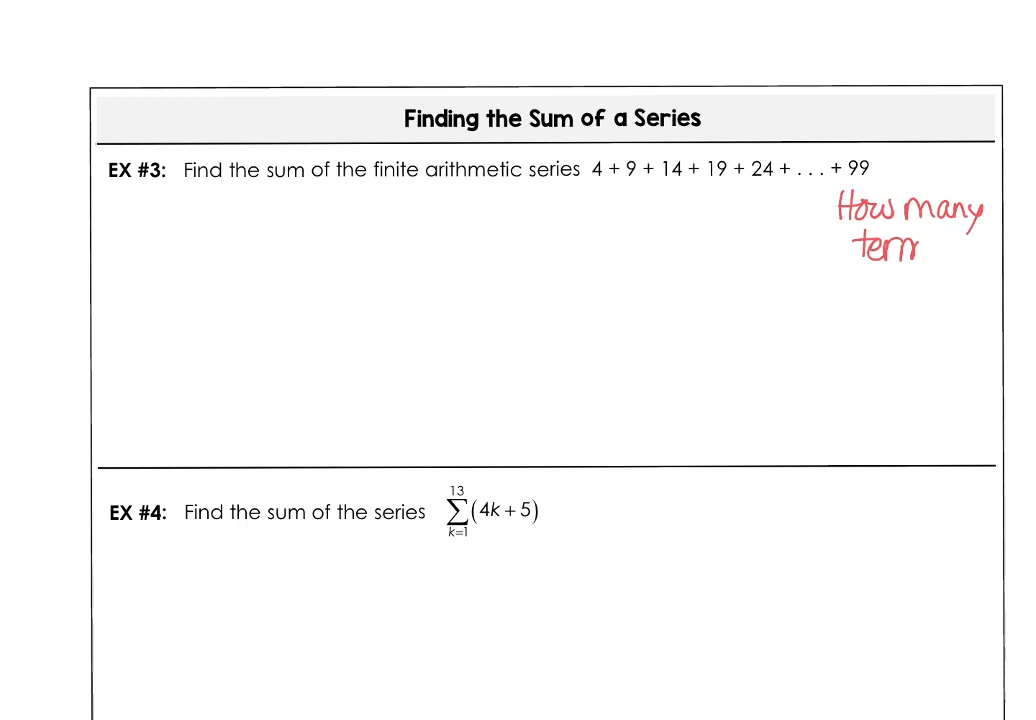 Finding the Sum of a Series
EX #3: Find the sum of the finite arithmetic series 4 + 9 + 14 + 19 + 24 + . . . + 99
How many
term
EX #4: Find the sum of the series \sum_{k=1}^{13} (4k + 5)